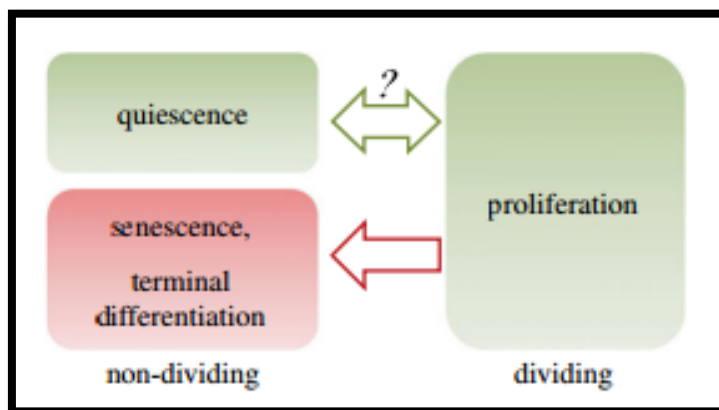 quiescence
?
proliferation
senescence,
terminal
differentiation
non-dividing
dividing